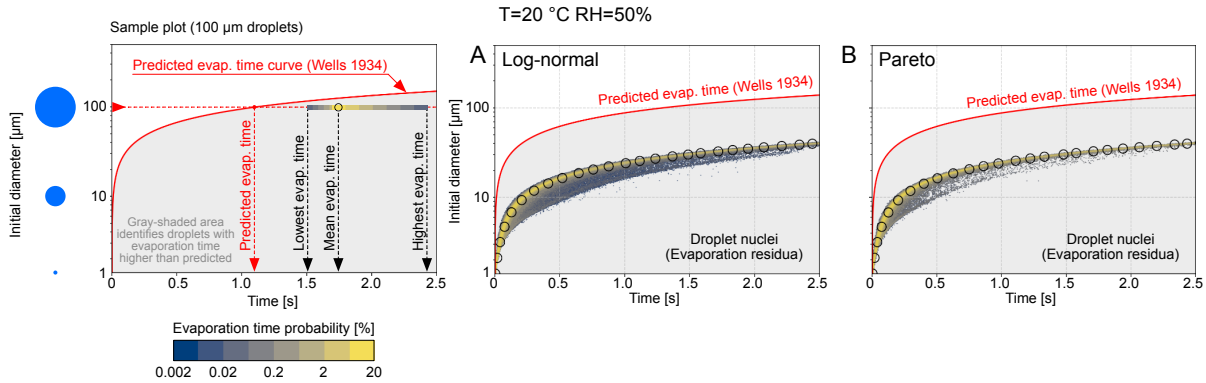 T=20 °C RH=50%
Sample plot (100 µm droplets)
Predicted evap. time curve (Wells 1934)
Initial diameter [µm]
100
10
1
Predicted evap. time
Lowest evap. time
Mean evap. time
Highest evap. time
Gray-shaded area
identifies droplets with
evaporation time
higher than predicted
0 0.5 1.0 1.5 2.0 2.5
Time [s]
Evaporation time probability [%]
0.002 0.02 0.2 2 20
A
Log-normal
Predicted evap. time (Wells 1934)
Initial diameter [µm]
100
10
1
Droplet nuclei
(Evaporation residua)
0 0.5 1.0 1.5 2.0 2.5
Time [s]
B
Pareto
Predicted evap. time (Wells 1934)
Initial diameter [µm]
100
10
1
Droplet nuclei
(Evaporation residua)
0 0.5 1.0 1.5 2.0 2.5
Time [s]